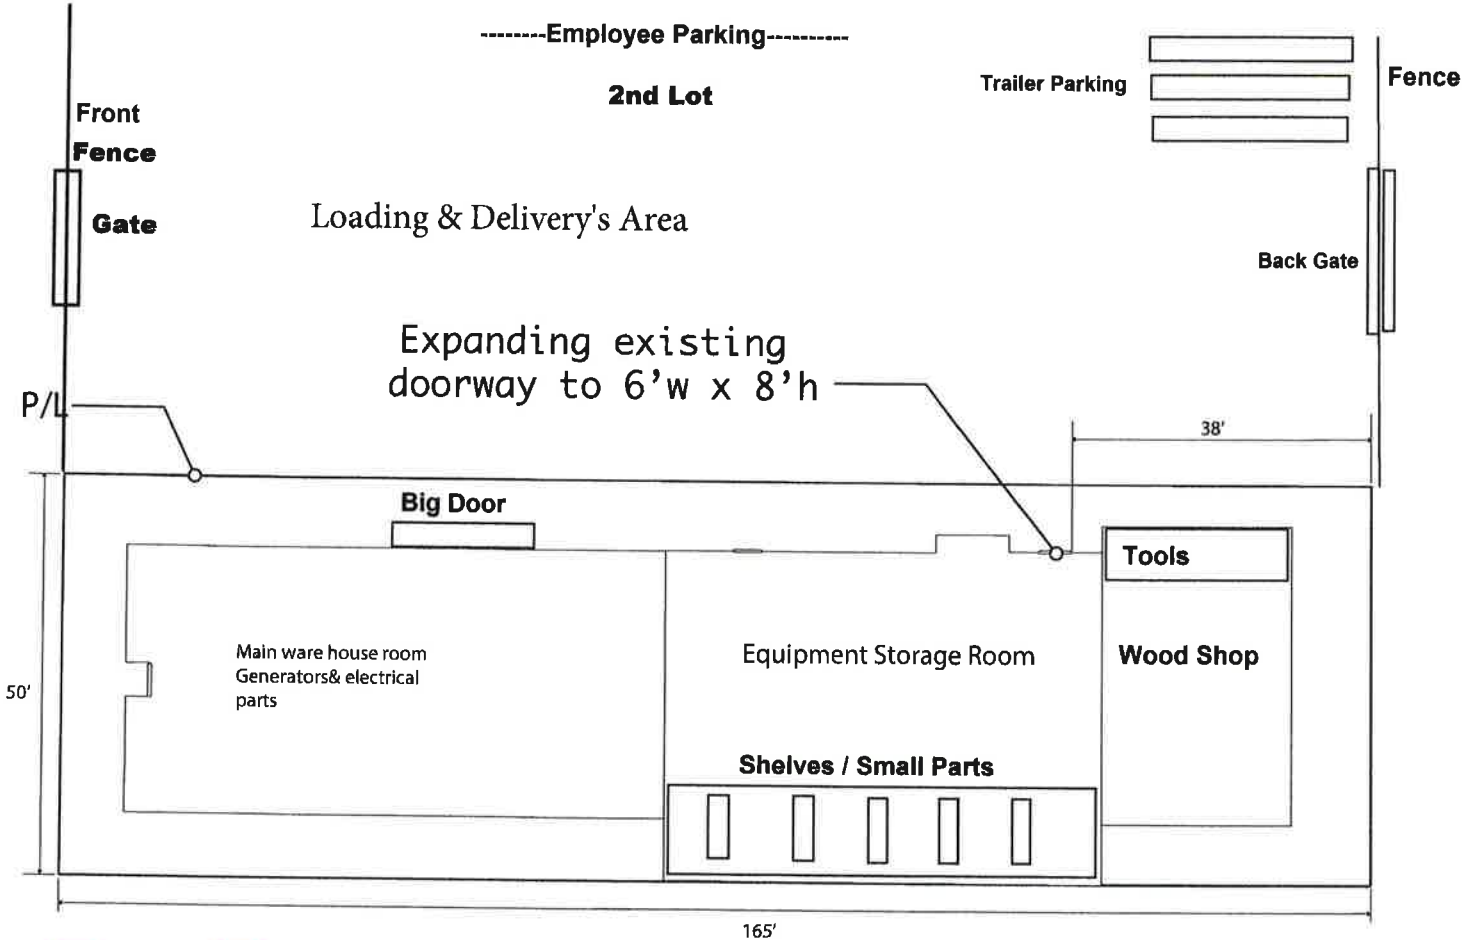 --------Employee Parking----------
2nd Lot
Trailer Parking
Fence
Front
Fence
Gate
Loading & Delivery's Area
Back Gate
Expanding existing
doorway to 6'w x 8'h
P/L
38'
Big Door
Tools
Main ware house room
Generators& electrical
parts
Equipment Storage Room
Wood Shop
50'
Shelves / Small Parts
165'